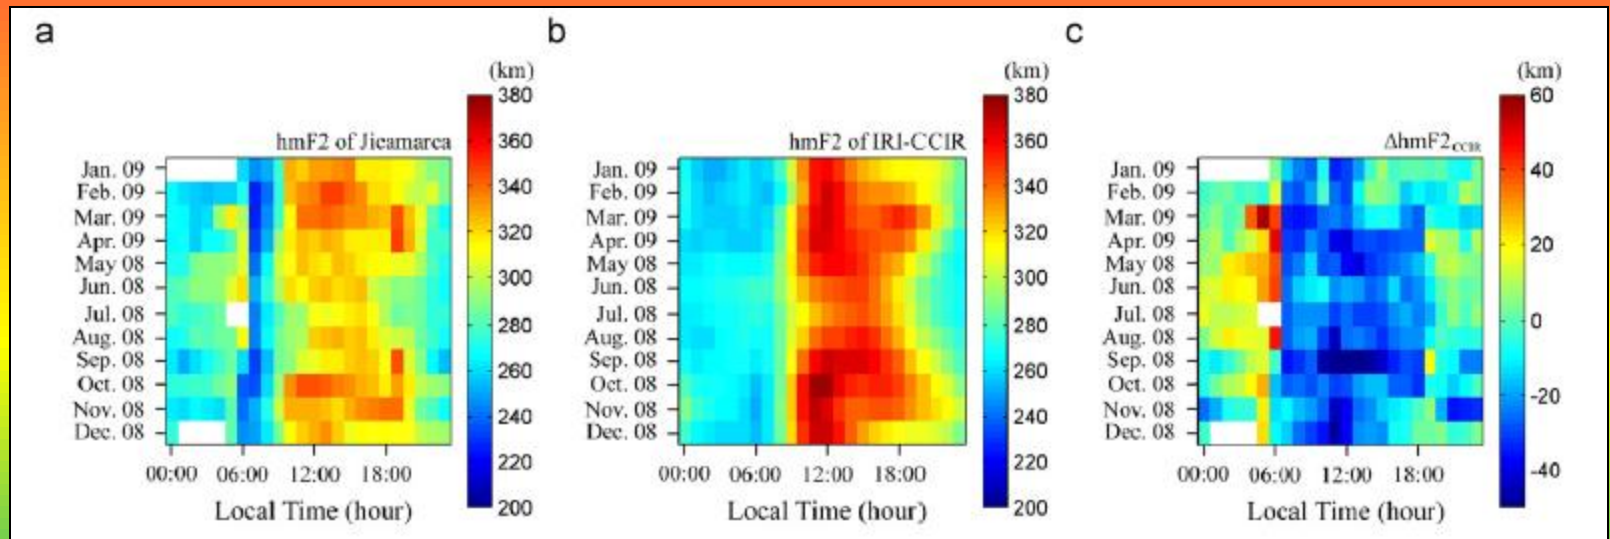 a
b
c
(km)
(km)
(km)
hmF2 of Jicamarca
hmF2 of IRI-CCIR
ΔhmF2CCIR
Jan. 09
Feb. 09
Mar. 09
Apr. 09
May 08
Jun. 08
Jul. 08
Aug. 08
Sep. 08
Oct. 08
Nov. 08
Dec. 08
00:00 06:00 12:00 18:00
Local Time (hour)
380
360
340
320
300
280
260
240
220
200
Jan. 09
Feb. 09
Mar. 09
Apr. 09
May 08
Jun. 08
Jul. 08
Aug. 08
Sep. 08
Oct. 08
Nov. 08
Dec. 08
00:00 06:00 12:00 18:00
Local Time (hour)
380
360
340
320
300
280
260
240
220
200
Jan. 09
Feb. 09
Mar. 09
Apr. 09
May 08
Jun. 08
Jul. 08
Aug. 08
Sep. 08
Oct. 08
Nov. 08
Dec. 08
00:00 06:00 12:00 18:00
Local Time (hour)
60
40
20
0
-20
-40